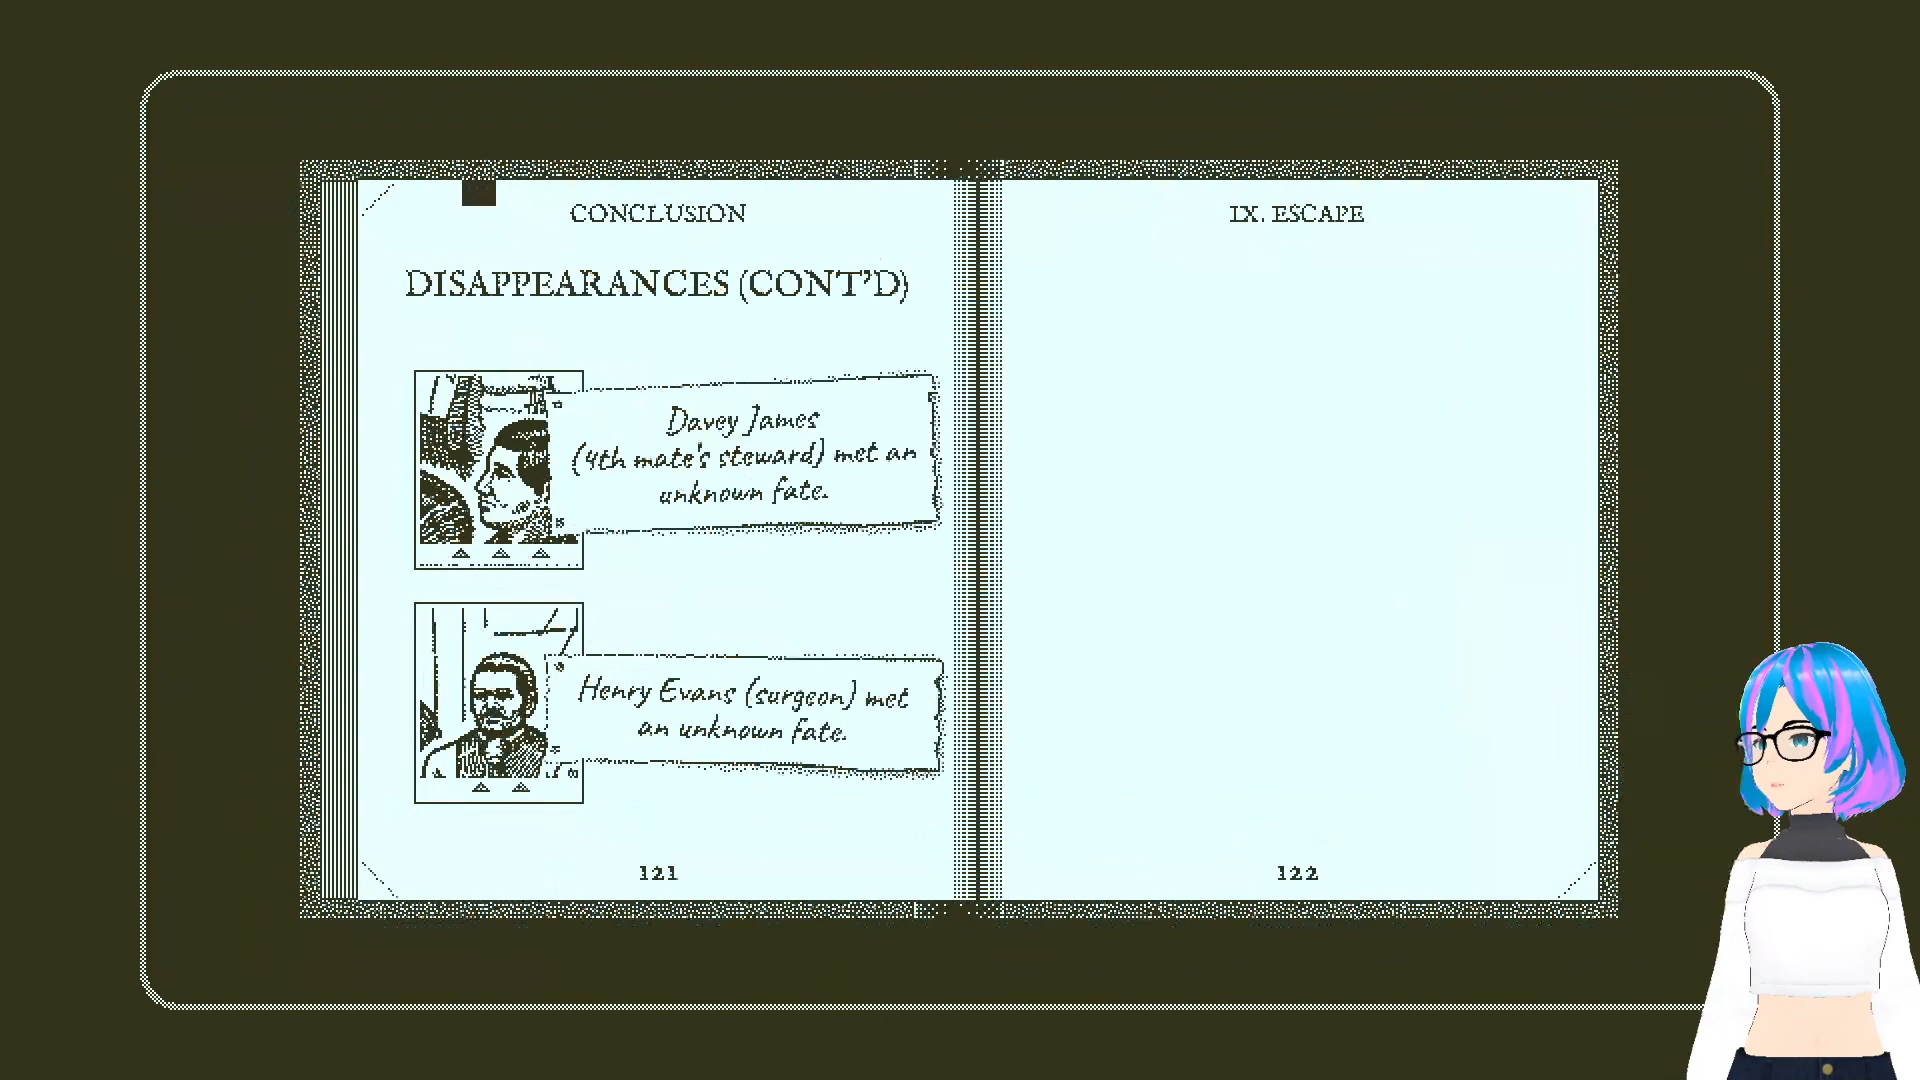 CONCLUSION
DISAPPEARANCES (CONT'D)
Davey James
(4th mate's steward) met an
unknown fate.
Henry Evans (surgeon) met
an unknown fate.
121
IX. ESCAPE
122